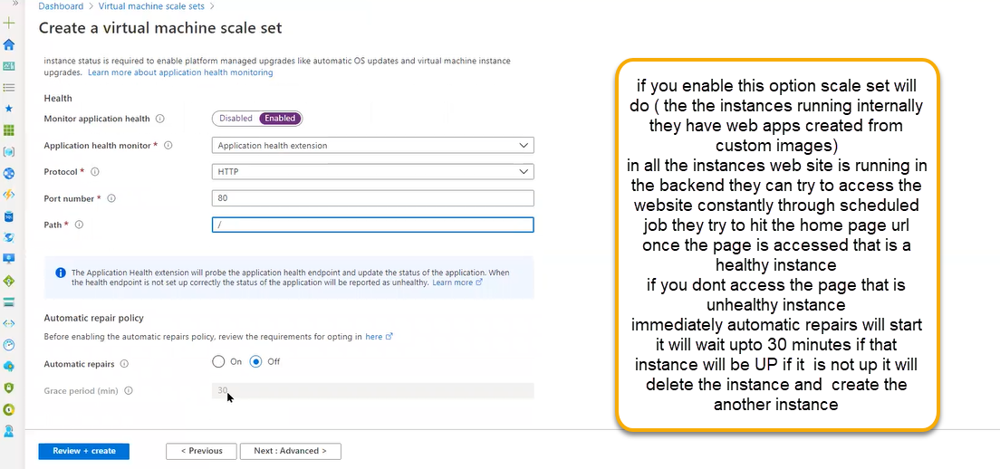 Dashboard > Virtual machine scale sets >
Create a virtual machine scale set
instance status is required to enable platform managed upgrades like automatic OS updates and virtual machine instance
upgrades. Learn more about application health monitoring
Health
Monitor application health Disabled Enabled
Application health monitor * Application health extension
Protocol * HTTP
Port number * 80
Path * /
The Application Health extension will probe the application health endpoint and update the status of the application. When
the health endpoint is not set up correctly the status of the application will be reported as unhealthy. Learn more
Automatic repair policy
Before enabling the automatic repairs policy, review the requirements for opting in here
Automatic repairs On Off
Grace period (min) 30
Review + create < Previous Next : Advanced >
if you enable this option scale set will
do ( the the instances running internally
they have web apps created from
custom images)
in all the instances web site is running in
the backend they can try to access the
website constantly through scheduled
job they try to hit the home page url
once the page is accessed that is a
healthy instance
if you dont access the page that is
unhealthy instance
immediately automatic repairs will start
it will wait upto 30 minutes if that
instance will be UP if it is not up it will
delete the instance and create the
another instance